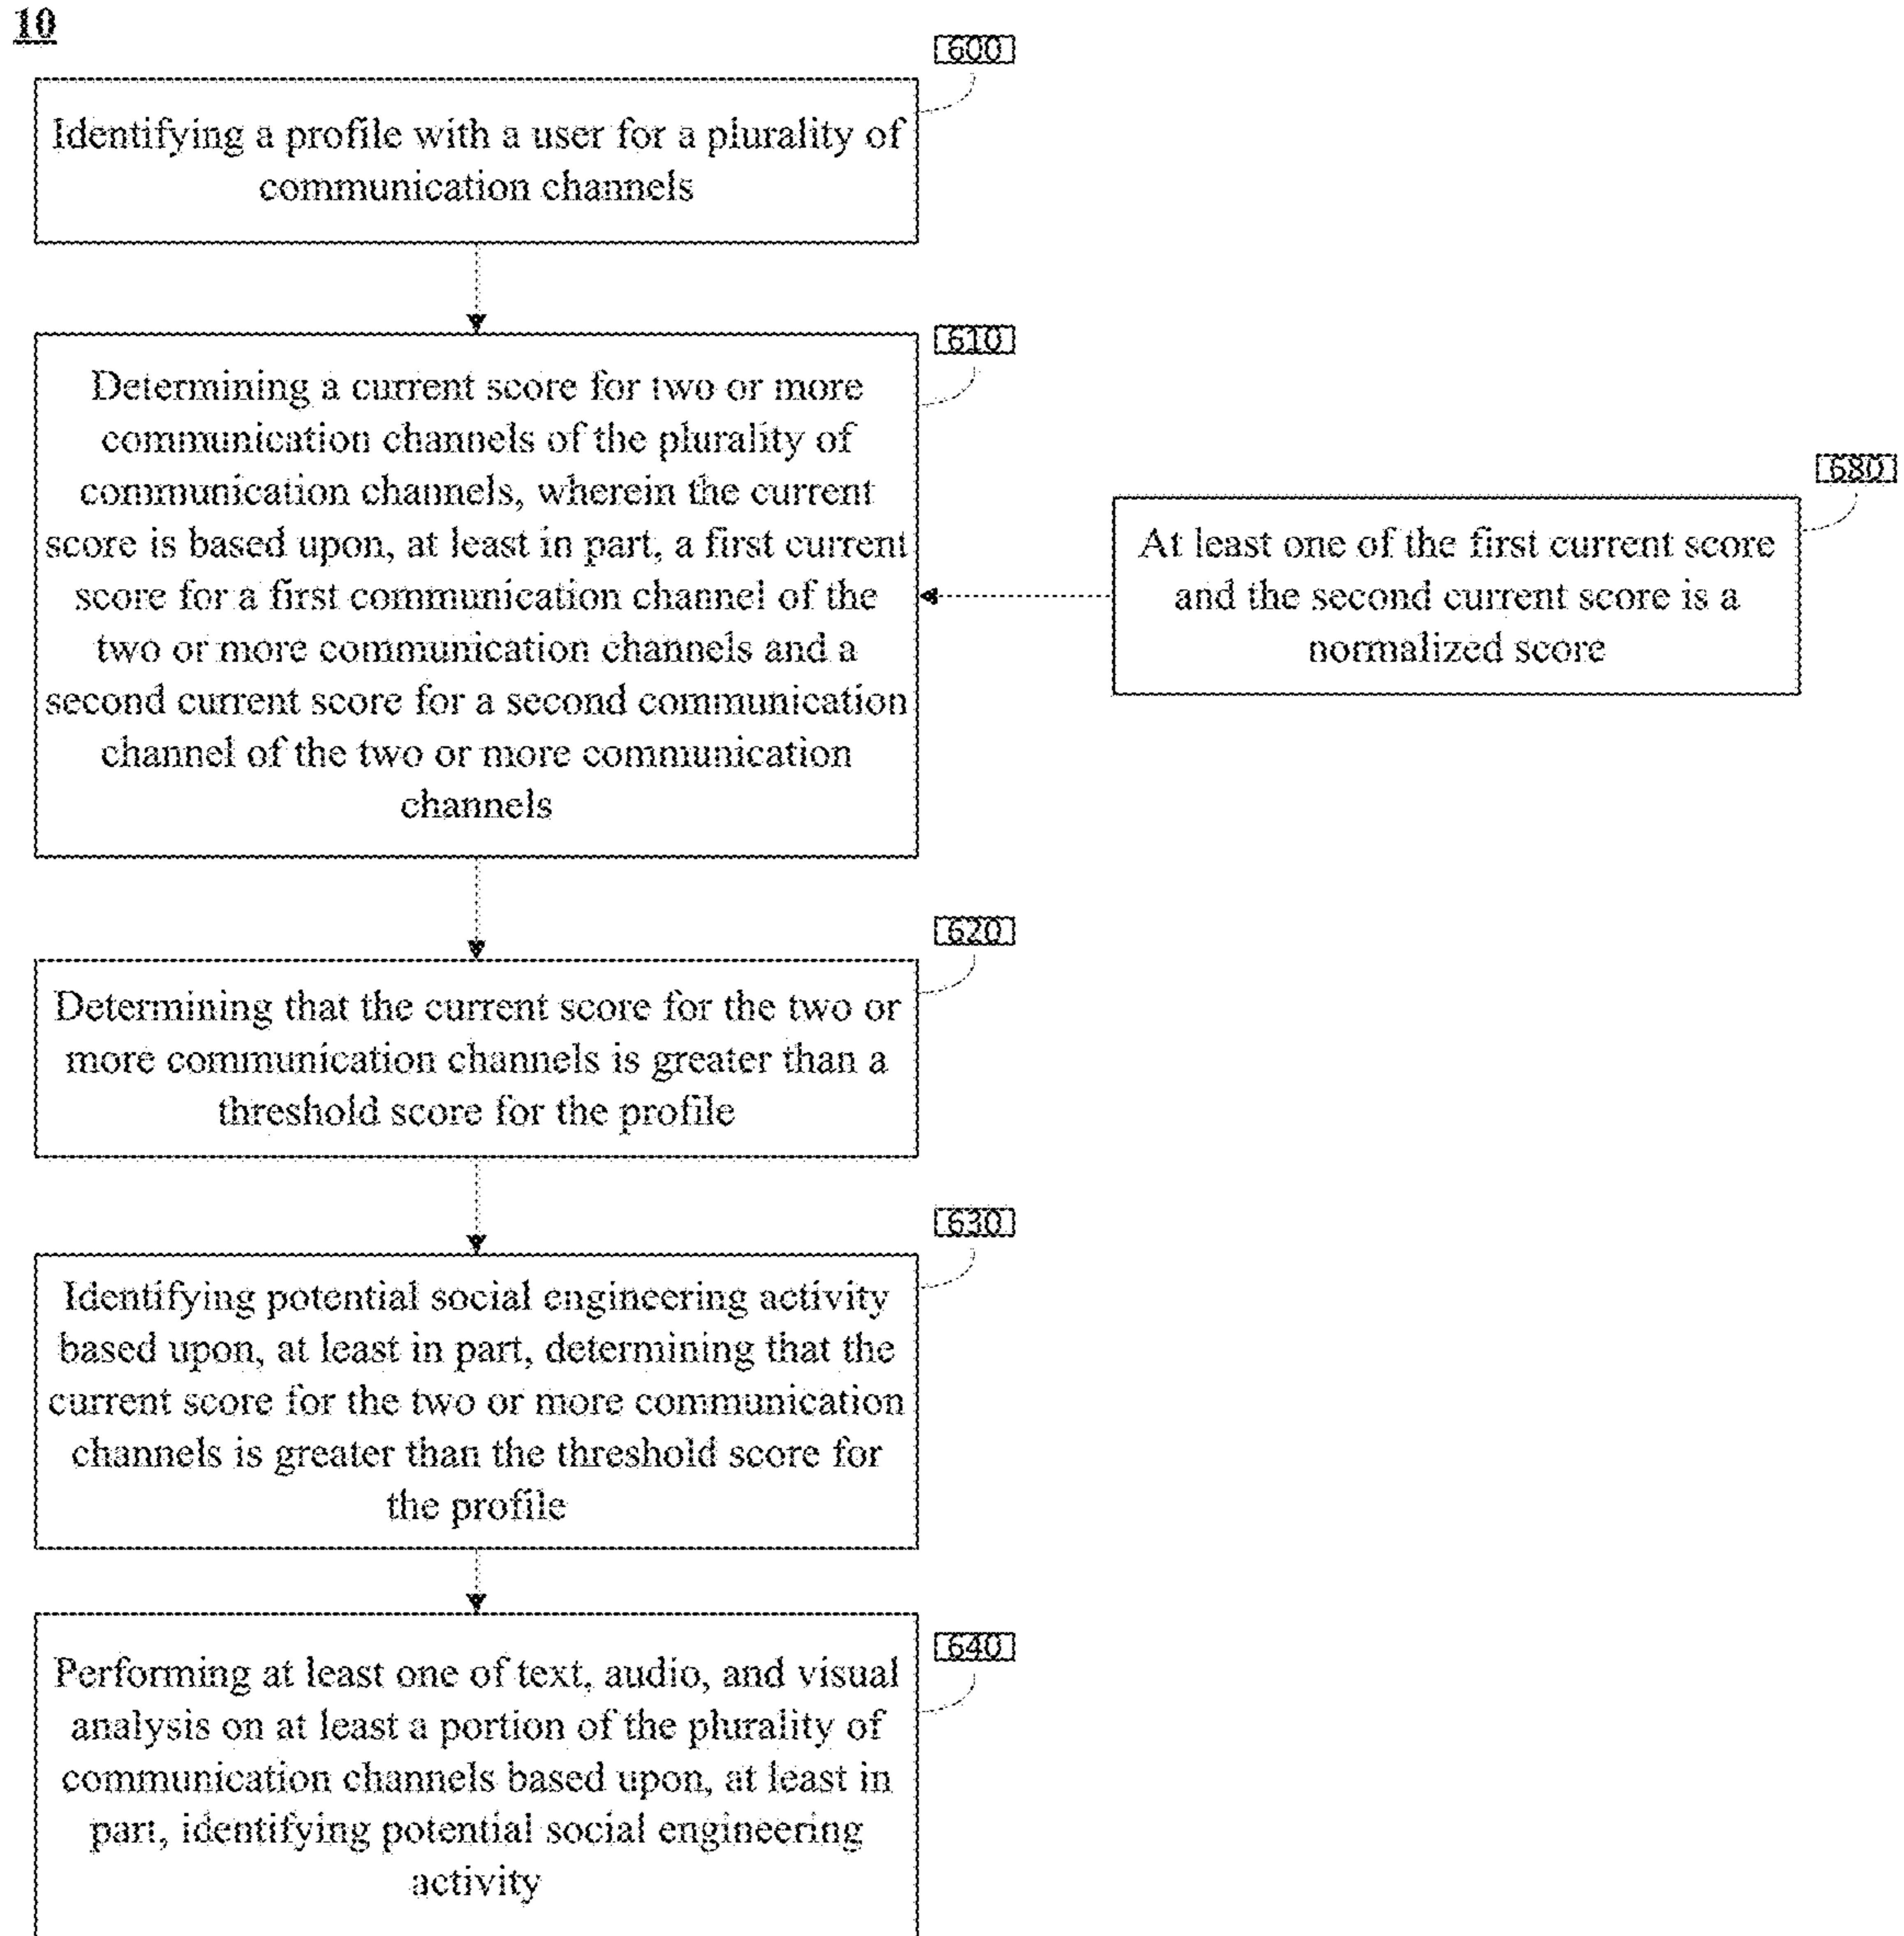 10
600
Identifying a profile with a user for a plurality of
communication channels
610
Determining a current score for two or more
communication channels of the plurality of
communication channels, wherein the current
score is based upon, at least in part, a first current
score for a first communication channel of the
two or more communication channels and a
second current score for a second communication
channel of the two or more communication
channels
680
At least one of the first current score
and the second current score is a
normalized score
620
Determining that the current score for the two or
more communication channels is greater than a
threshold score for the profile
630
Identifying potential social engineering activity
based upon, at least in part, determining that the
current score for the two or more communication
channels is greater than the threshold score for
the profile
640
Performing at least one of text, audio, and visual
analysis on at least a portion of the plurality of
communication channels based upon, at least in
part, identifying potential social engineering
activity